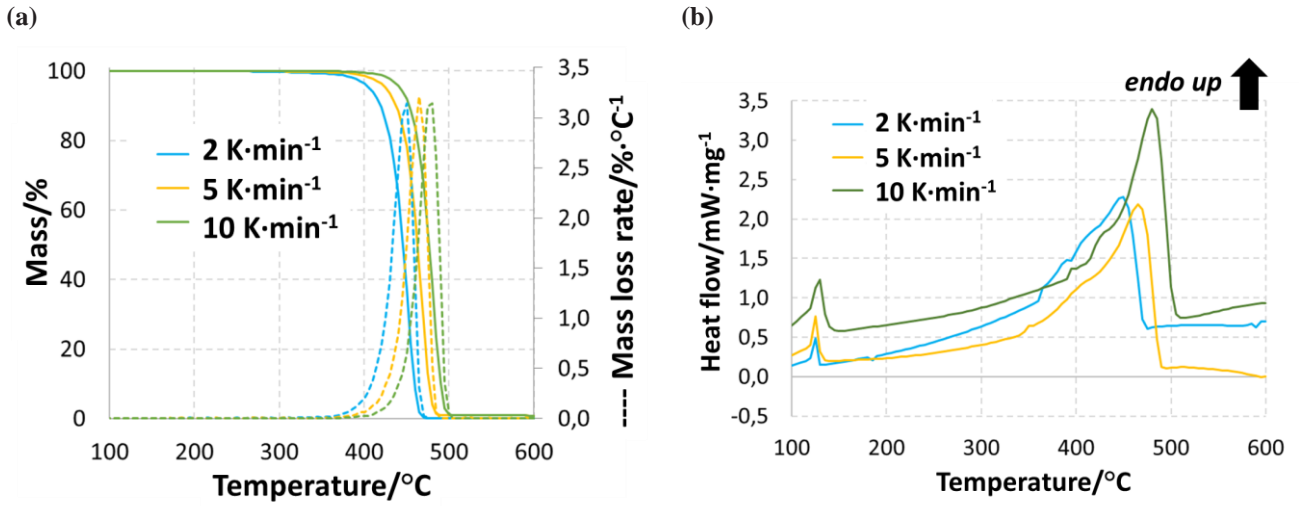 (a)
(b)
100
80
60
40
20
0
Mass/%
2 K·min⁻¹
5 K·min⁻¹
10 K·min⁻¹
3,5
3,0
2,5
2,0
1,5
1,0
0,5
0,0
---- Mass loss rate/%·°C⁻¹
100 200 300 400 500 600
Temperature/°C
endo up
3,5
3,0
2,5
2,0
1,5
1,0
0,5
0,0
-0,5
Heat flow/mW·mg⁻¹
2 K·min⁻¹
5 K·min⁻¹
10 K·min⁻¹
100 200 300 400 500 600
Temperature/°C